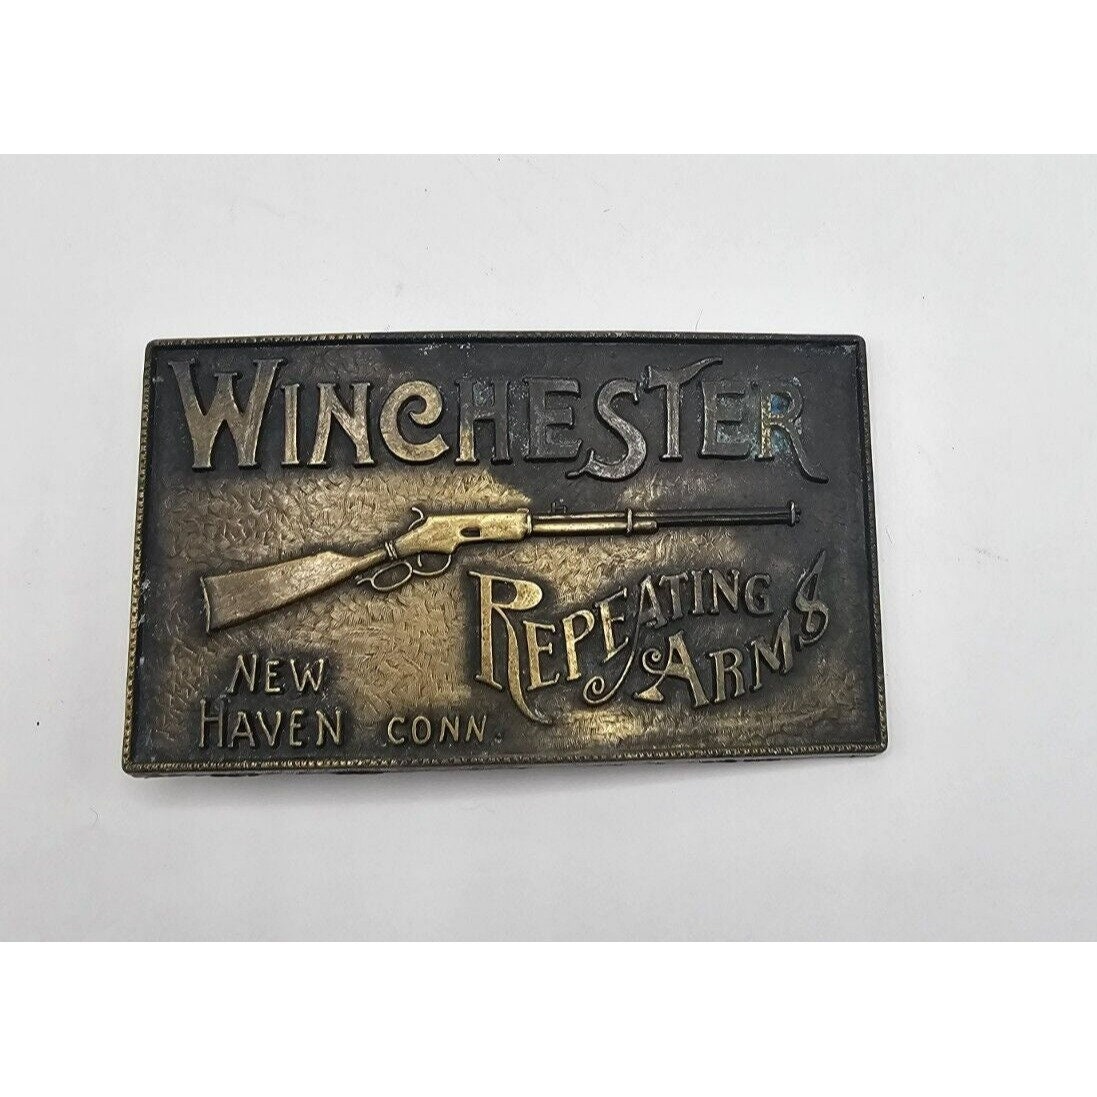 WINCHESTER
REPEATING
ARMS
NEW
HAVEN CONN.